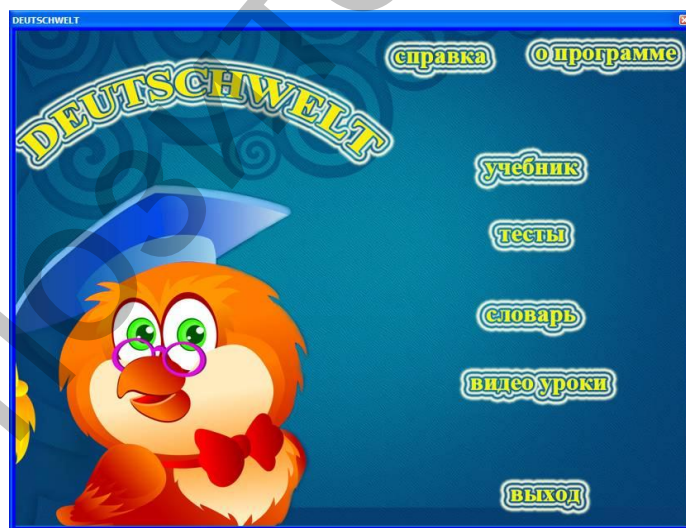 DEUTSCHWELT
справка о программе
DEUTSCHWELT
учебник
тесты
словарь
видео уроки
выход